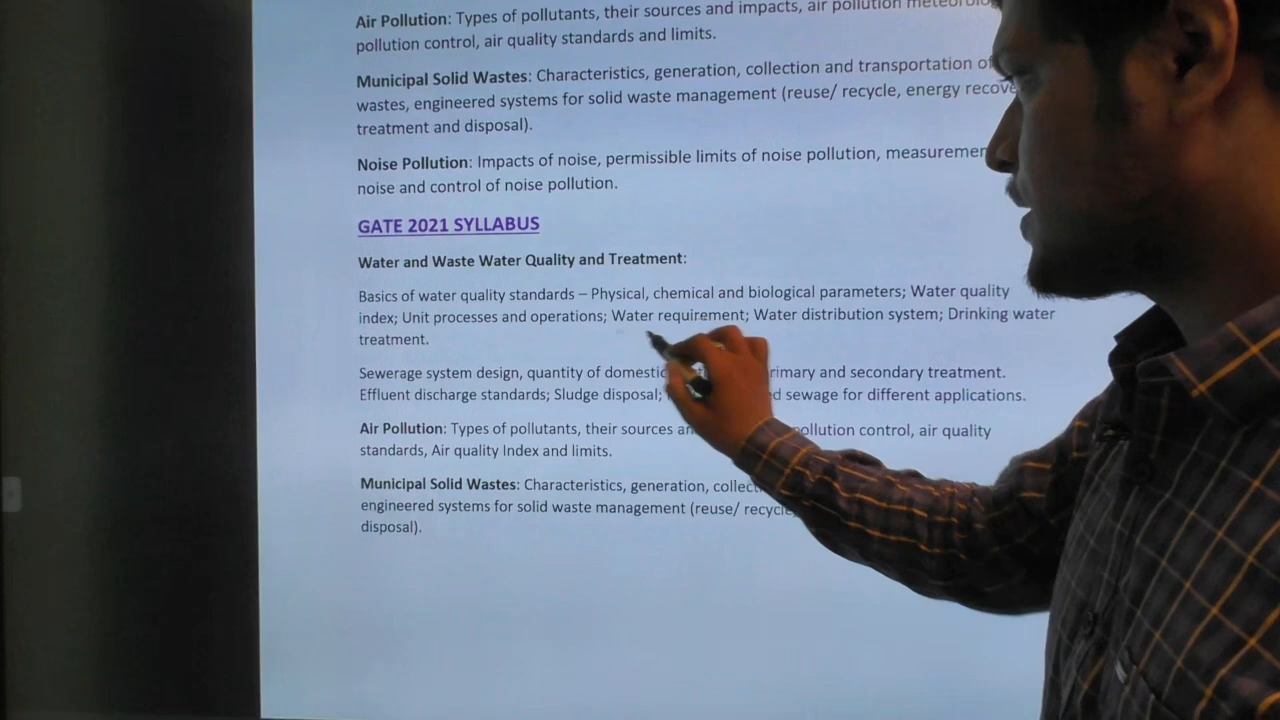 Air Pollution: Types of pollutants, their sources and impacts, air pollution
pollution control, air quality standards and limits.
Municipal Solid Wastes: Characteristics, generation, collection and transportation of
wastes, engineered systems for solid waste management (reuse/ recycle, energy
treatment and disposal).
Noise Pollution: Impacts of noise, permissible limits of noise pollution,
noise and control of noise pollution.
GATE 2021 SYLLABUS
Water and Waste Water Quality and Treatment:
Basics of water quality standards – Physical, chemical and biological parameters; Water quality
index; Unit processes and operations; Water requirement; Water distribution system; Drinking water
treatment.
Sewerage system design, quantity of domestic and secondary treatment.
Effluent discharge standards; Sludge disposal; sewage for different applications.
Air Pollution: Types of pollutants, their sources pollution control, air quality
standards, Air quality Index and limits.
Municipal Solid Wastes: Characteristics, generation,
engineered systems for solid waste management (reuse/
disposal).